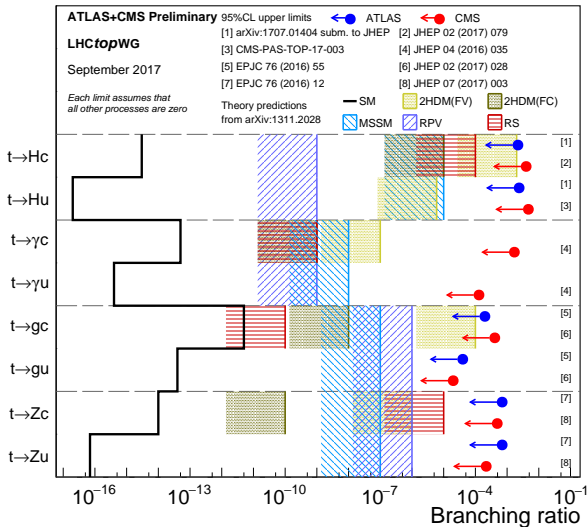 ATLAS+CMS Preliminary 95%CL upper limits ATLAS CMS
[1] arXiv:1707.01404 subm. to JHEP [2] JHEP 02 (2017) 079
LHCtopWG [3] CMS-PAS-TOP-17-003 [4] JHEP 04 (2016) 035
September 2017 [5] EPJC 76 (2016) 55 [6] JHEP 02 (2017) 028
[7] EPJC 76 (2016) 12 [8] JHEP 07 (2017) 003
Each limit assumes that
all other processes are zero
Theory predictions
from arXiv:1311.2028
SM 2HDM(FV) 2HDM(FC)
MSSM RPV RS
t→Hc [1]
[2]
t→Hu [1]
[3]
t→γc [4]
t→γu [4]
t→gc [5]
[6]
t→gu [5]
[6]
t→Zc [7]
[8]
t→Zu [7]
[8]
10⁻¹⁶ 10⁻¹³ 10⁻¹⁰ 10⁻⁷ 10⁻⁴ 10⁻¹
Branching ratio